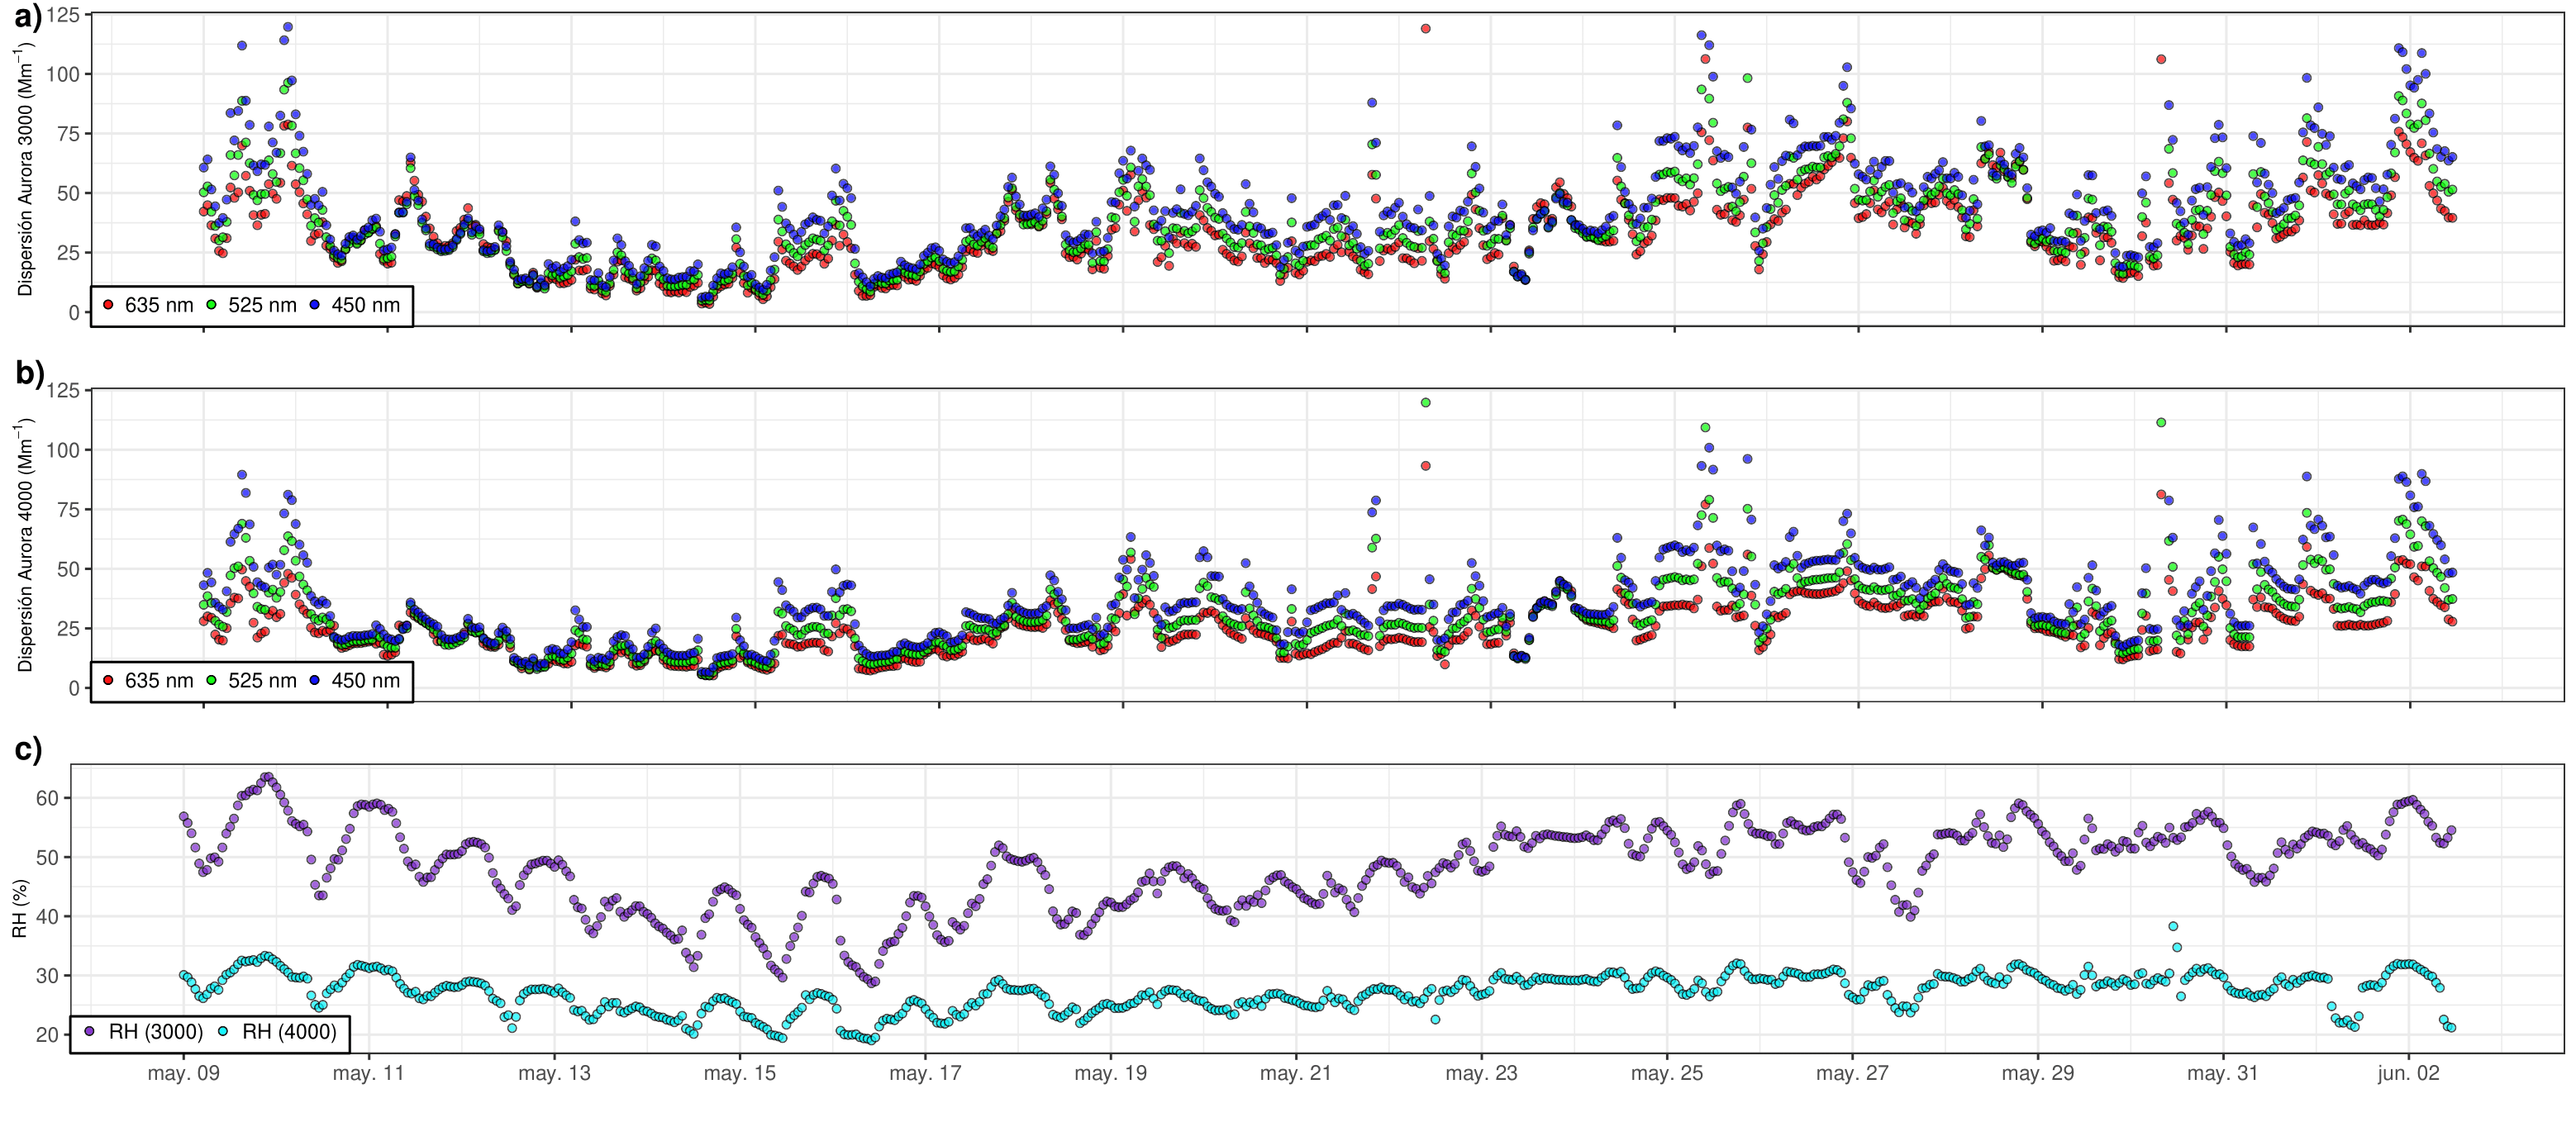 a)
Dispersión Aurora 3000 (Mm⁻¹)
125
100
75
50
25
0
635 nm 525 nm 450 nm
b)
Dispersión Aurora 4000 (Mm⁻¹)
125
100
75
50
25
0
635 nm 525 nm 450 nm
c)
RH (%)
60
50
40
30
20
RH (3000) RH (4000)
may. 09 may. 11 may. 13 may. 15 may. 17 may. 19 may. 21 may. 23 may. 25 may. 27 may. 29 may. 31 jun. 02